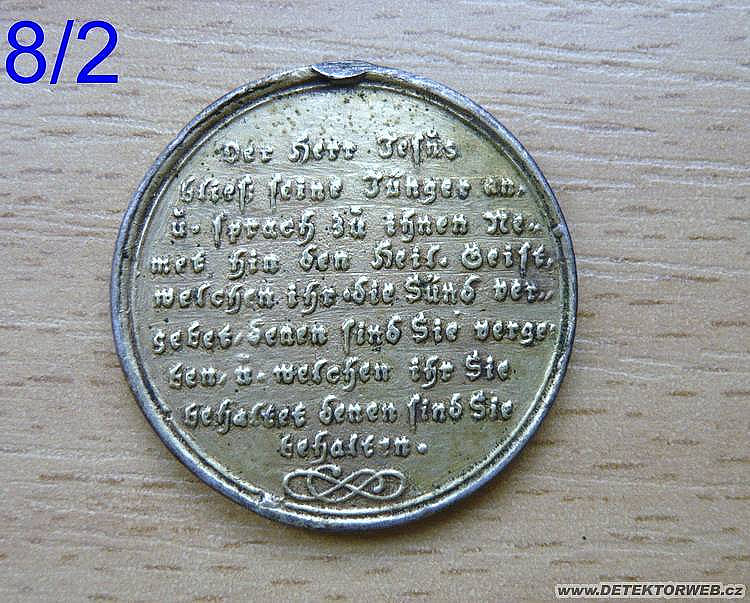 8/2
Der Herr Jesus
bließ seine Jünger an,
ŭ. sprach zŭ ihnen Ne-
met hin den Heil. Geist,
welchen ihr die Sünd ver-
gebet, denen sind Sie verge-
ben, ŭ. welchen ihr Sie
behaltet denen sind Sie
behalten.
www.DETEKTORWEB.cz